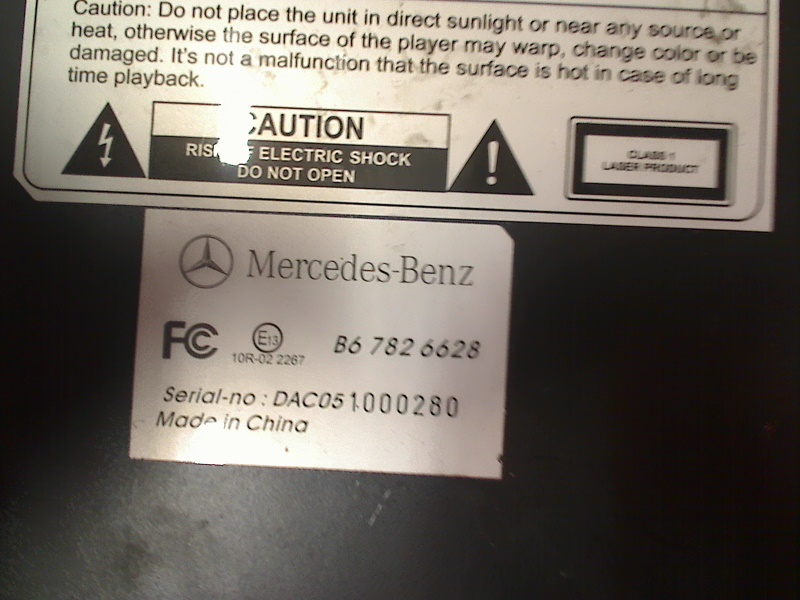 Caution: Do not place the unit in direct sunlight or near any source or
heat, otherwise the surface of the player may warp, change color or be
damaged. It's not a malfunction that the surface is hot in case of long
time playback.
CAUTION
RISK OF ELECTRIC SHOCK
DO NOT OPEN
CLASS 1
LASER PRODUCT
Mercedes-Benz
FC E13 B6 782 6628
10R-02 2267
Serial-no : DAC051000280
Made in China